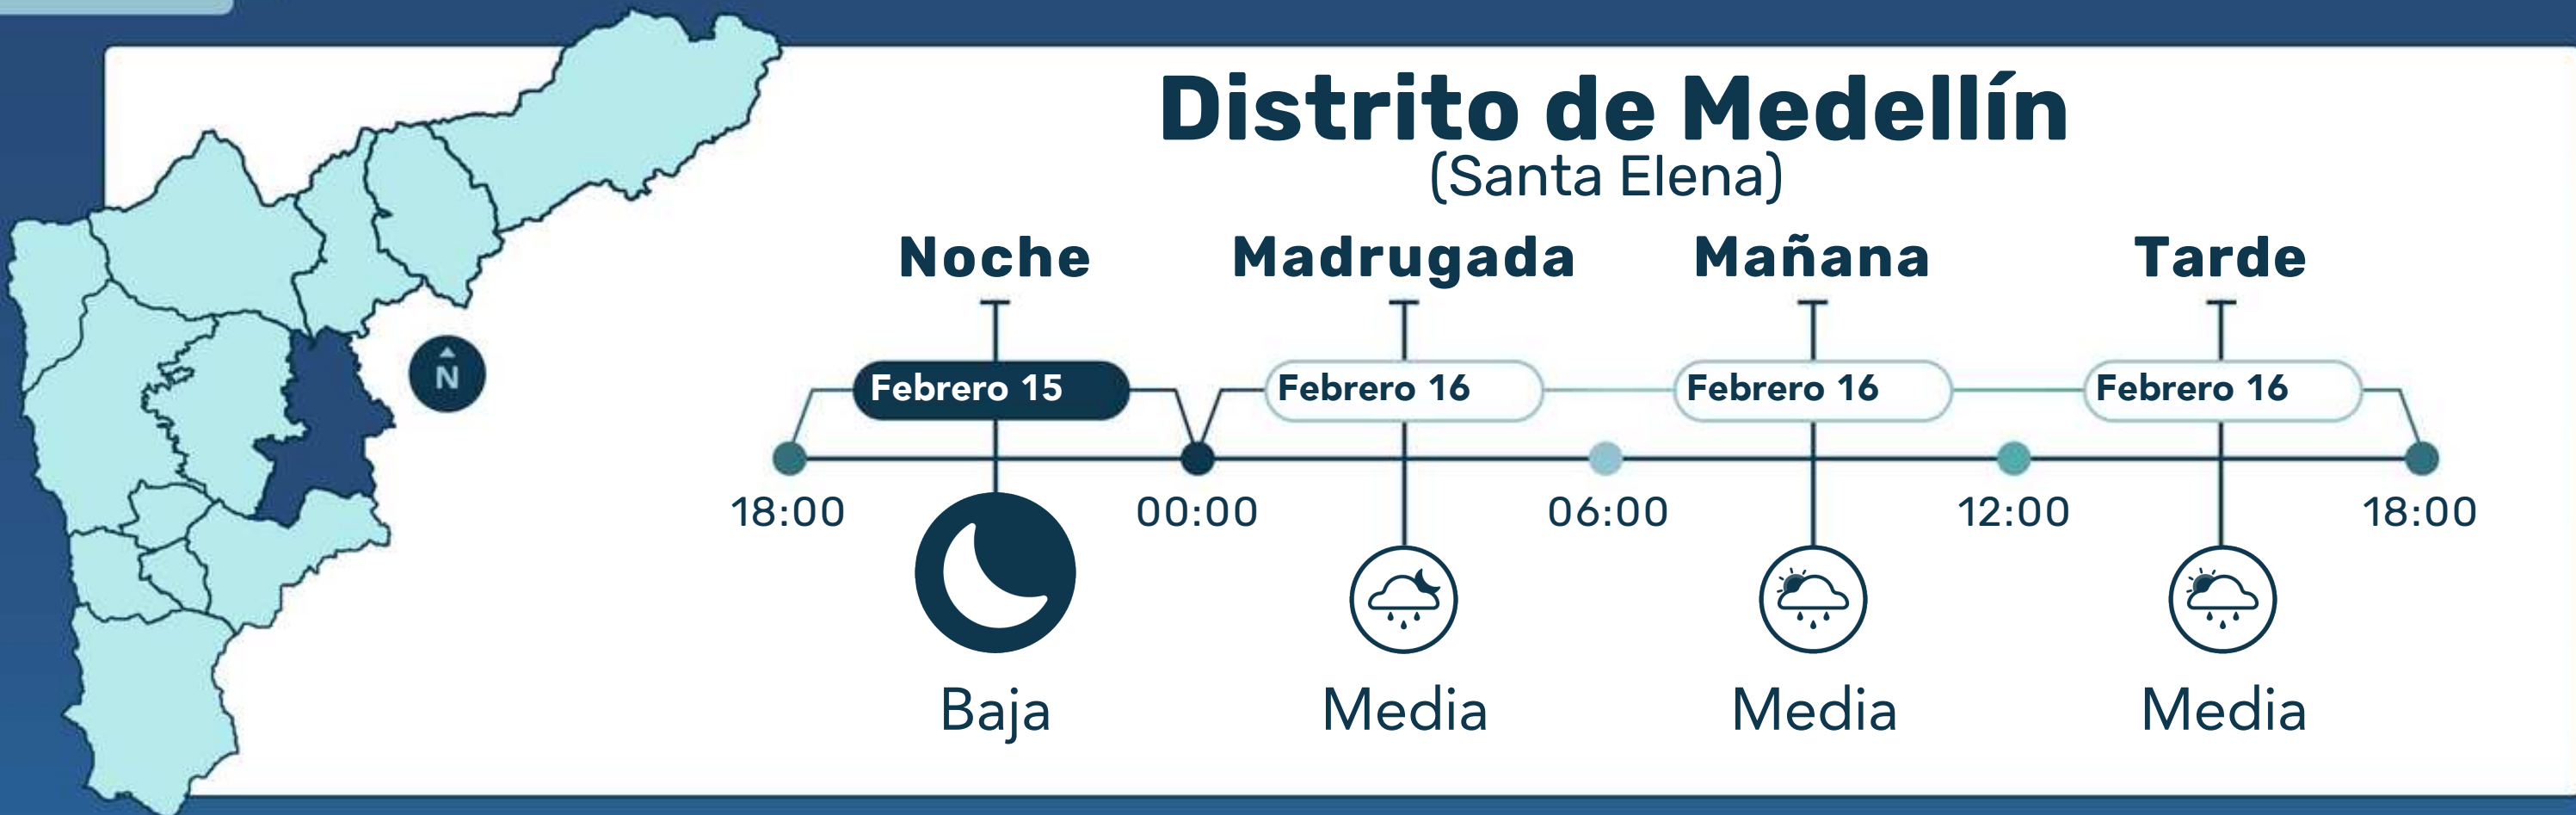 Distrito de Medellín
(Santa Elena)
Noche Madrugada Mañana Tarde
Febrero 15 Febrero 16 Febrero 16 Febrero 16
N
18:00 00:00 06:00 12:00 18:00
Baja Media Media Media